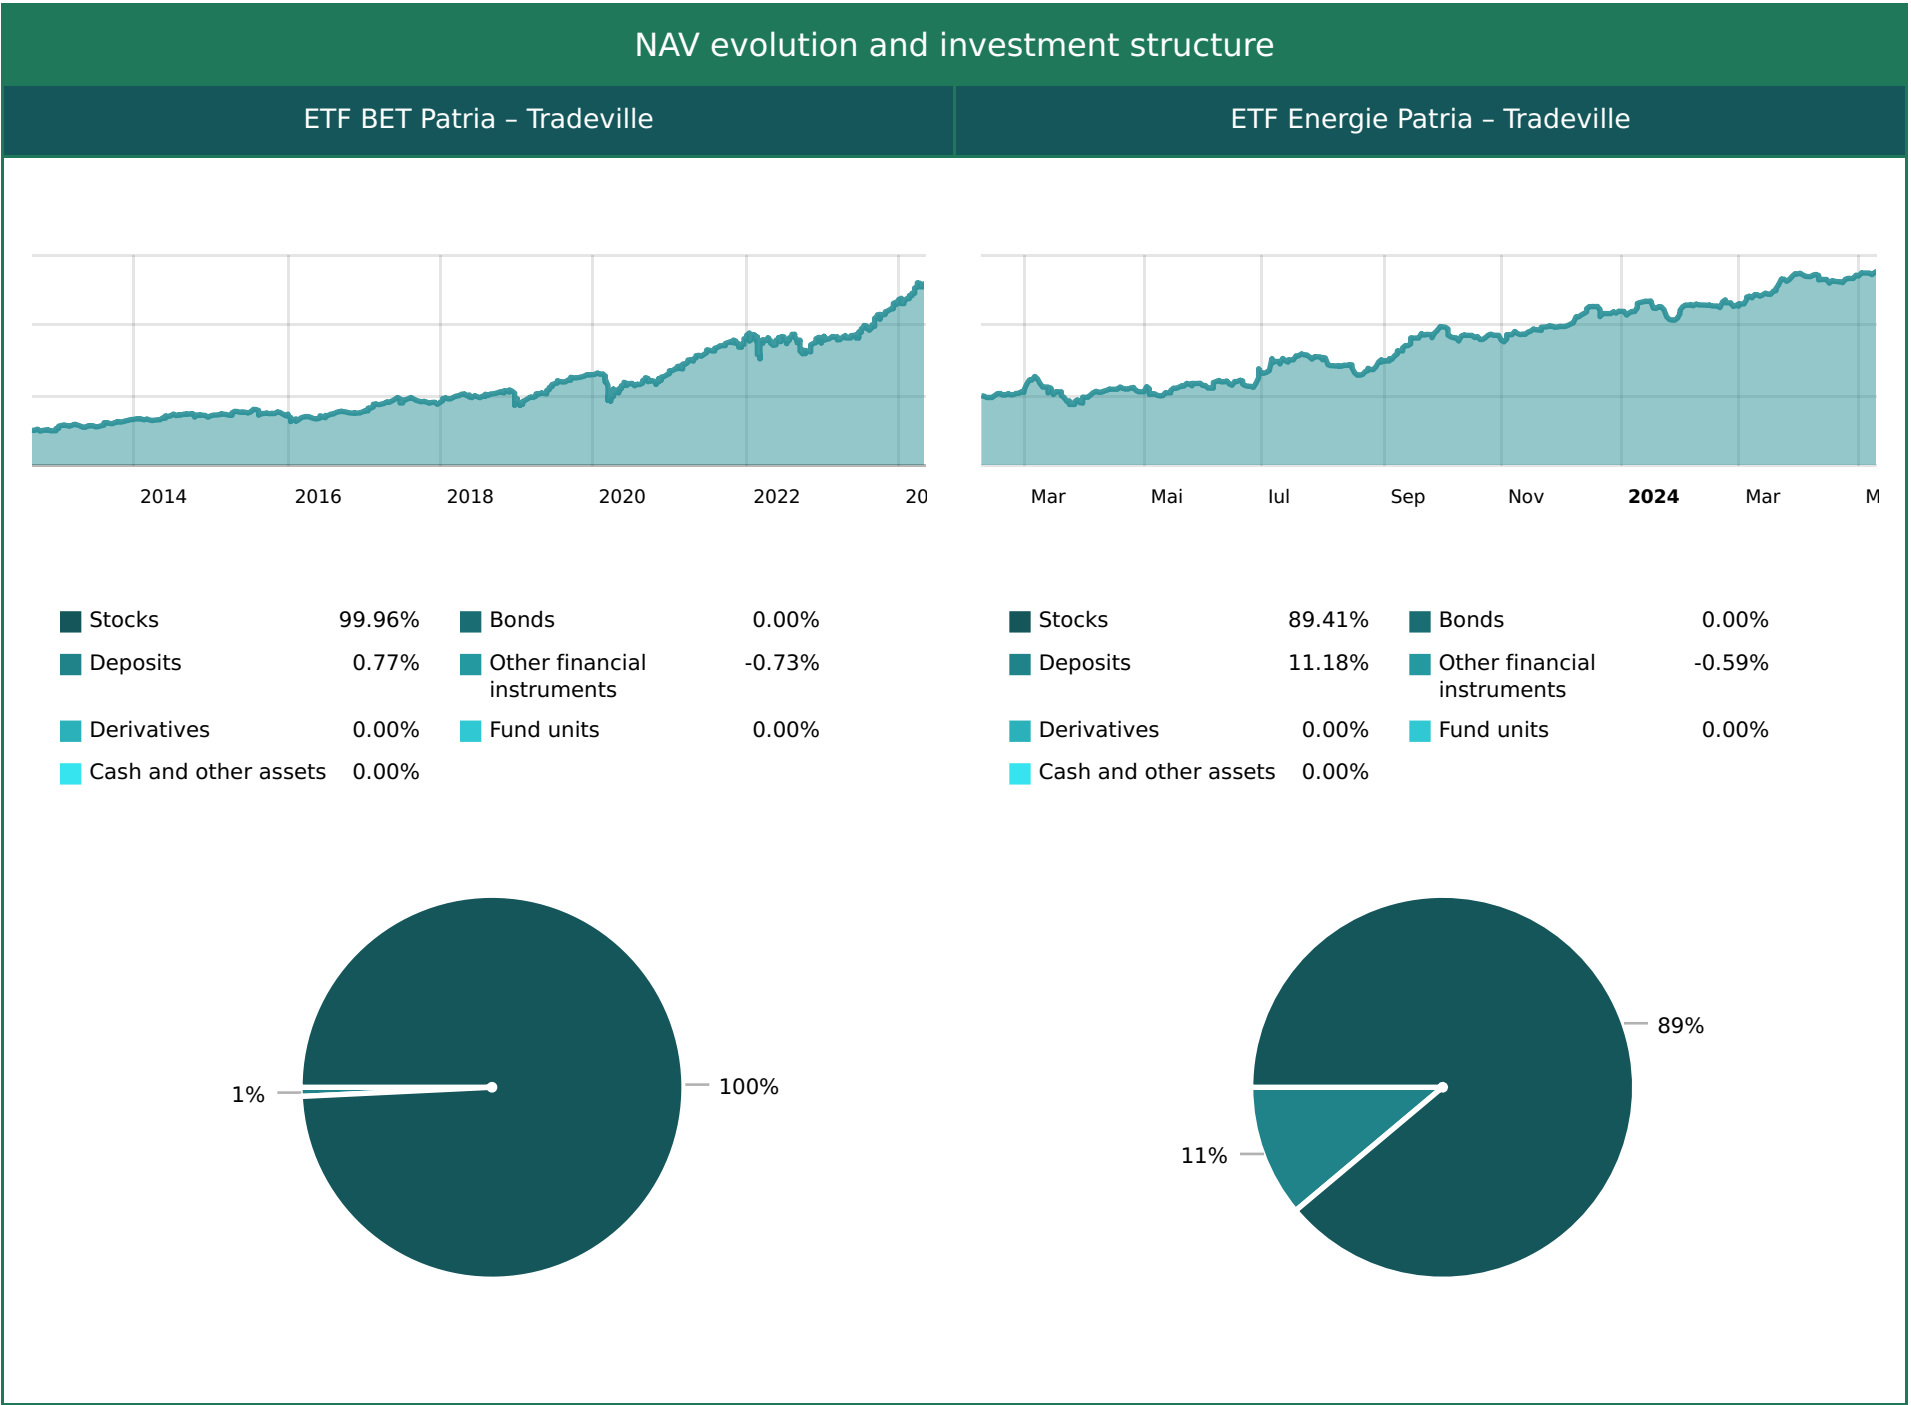 NAV evolution and investment structure
ETF BET Patria – Tradeville
ETF Energie Patria – Tradeville
2014 2016 2018 2020 2022 20
Mar Mai Iul Sep Nov 2024 Mar M
Stocks 99.96% Bonds 0.00%
Deposits 0.77% Other financial -0.73%
instruments
Derivatives 0.00% Fund units 0.00%
Cash and other assets 0.00%
Stocks 89.41% Bonds 0.00%
Deposits 11.18% Other financial -0.59%
instruments
Derivatives 0.00% Fund units 0.00%
Cash and other assets 0.00%
1% 100%
89%
11%